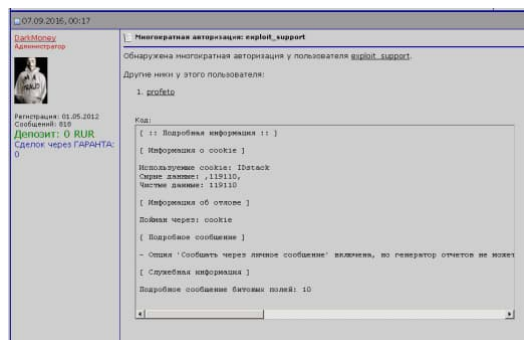 07.09.2016, 00:17
DarkMoney
Администратор
Регистрация: 01.05.2012
Сообщений: 818
Депозит: 0 RUR
Сделок через ГАРАНТА:
0
Многократная авторизация: exploit_support
Обнаружена многократная авторизация у пользователя exploit_support.
Другие ники у этого пользователя:
1. profeto
Код:
[ :: Подробная информация :: ]
[ Информация о cookie ]
Используемые cookie: IDstack
Сырые данные: ,119110,
Чистые данные: 119110
[ Информация об отлове ]
Пойман через: cookie
[ Подробное сообщение ]
- Опция 'Сообщать через личное сообщение' включена, но генератор отчетов не может
[ Служебная информация ]
Подробное сообщение битовых полей: 10